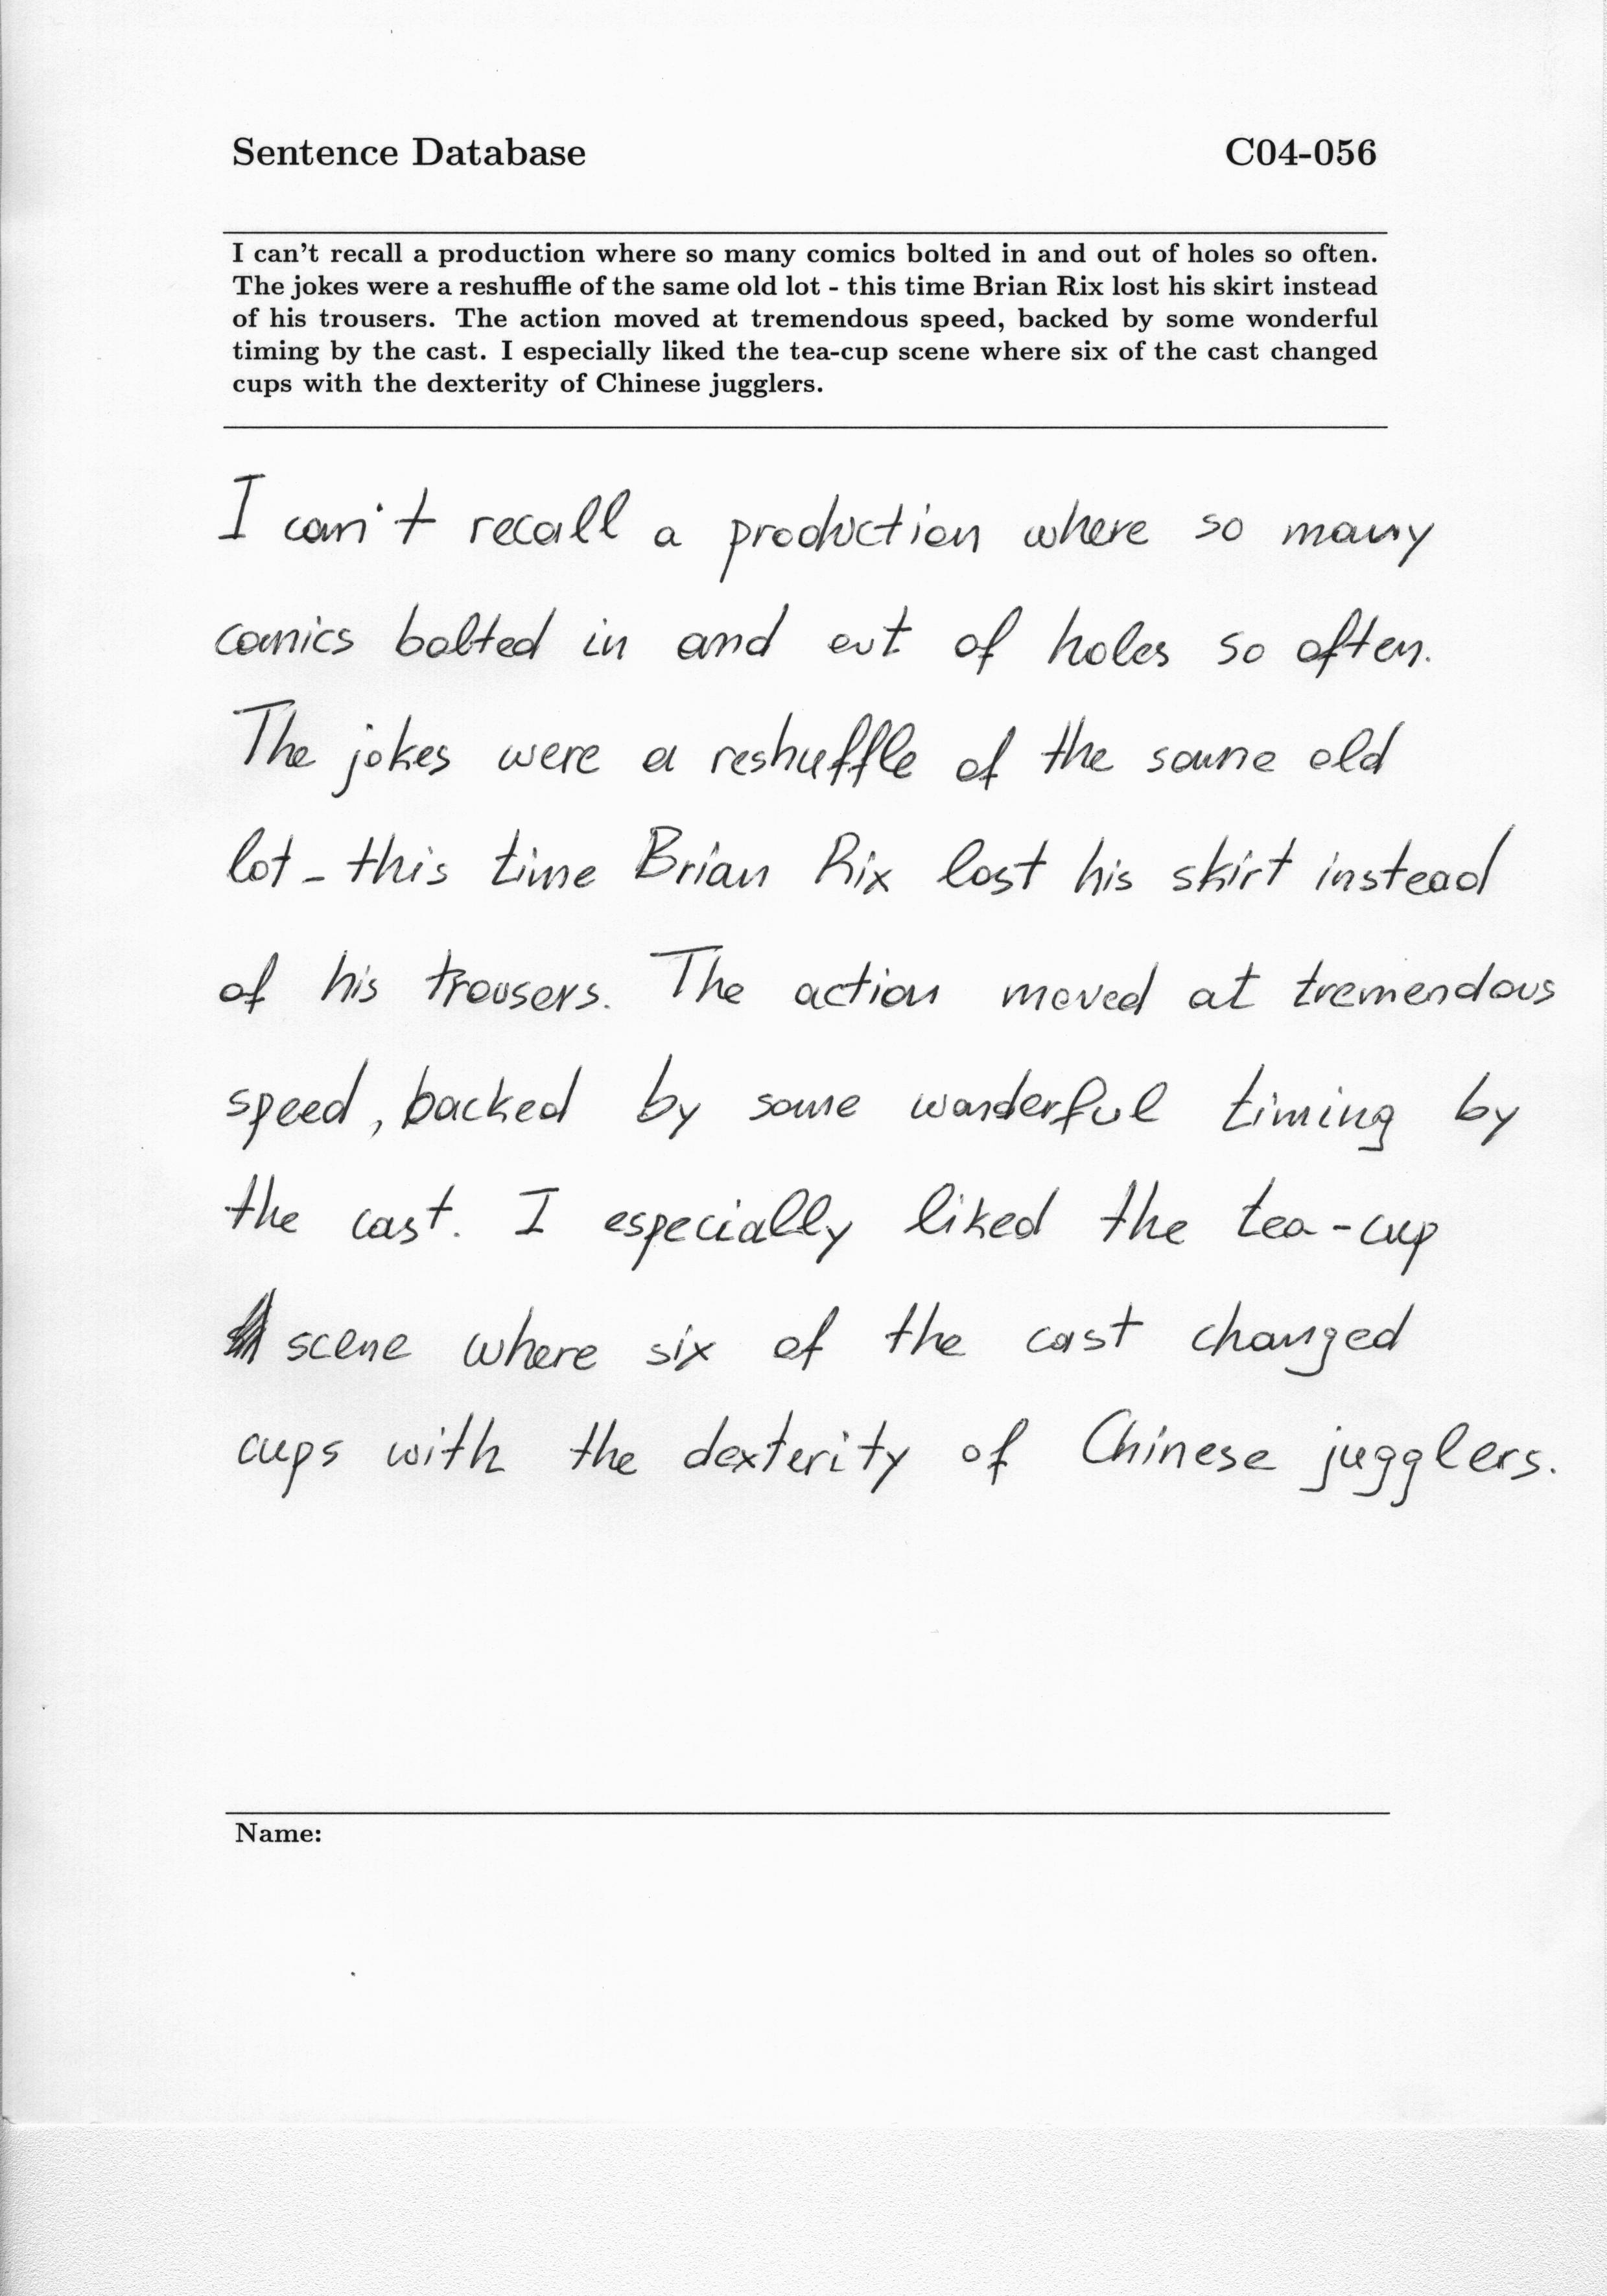 Sentence Database C04-056
I can't recall a production where so many comics bolted in and out of holes so often.
The jokes were a reshuffle of the same old lot - this time Brian Rix lost his skirt instead
of his trousers. The action moved at tremendous speed, backed by some wonderful
timing by the cast. I especially liked the tea-cup scene where six of the cast changed
cups with the dexterity of Chinese jugglers.
I can't recall a production where so many
comics bolted in and out of holes so often.
The jokes were a reshuffle of the same old
lot - this time Brian Rix lost his skirt instead
of his trousers. The action moved at tremendous
speed, backed by some wonderful timing by
the cast. I especially liked the tea-cup
scene where six of the cast changed
cups with the dexterity of Chinese jugglers.
Name: